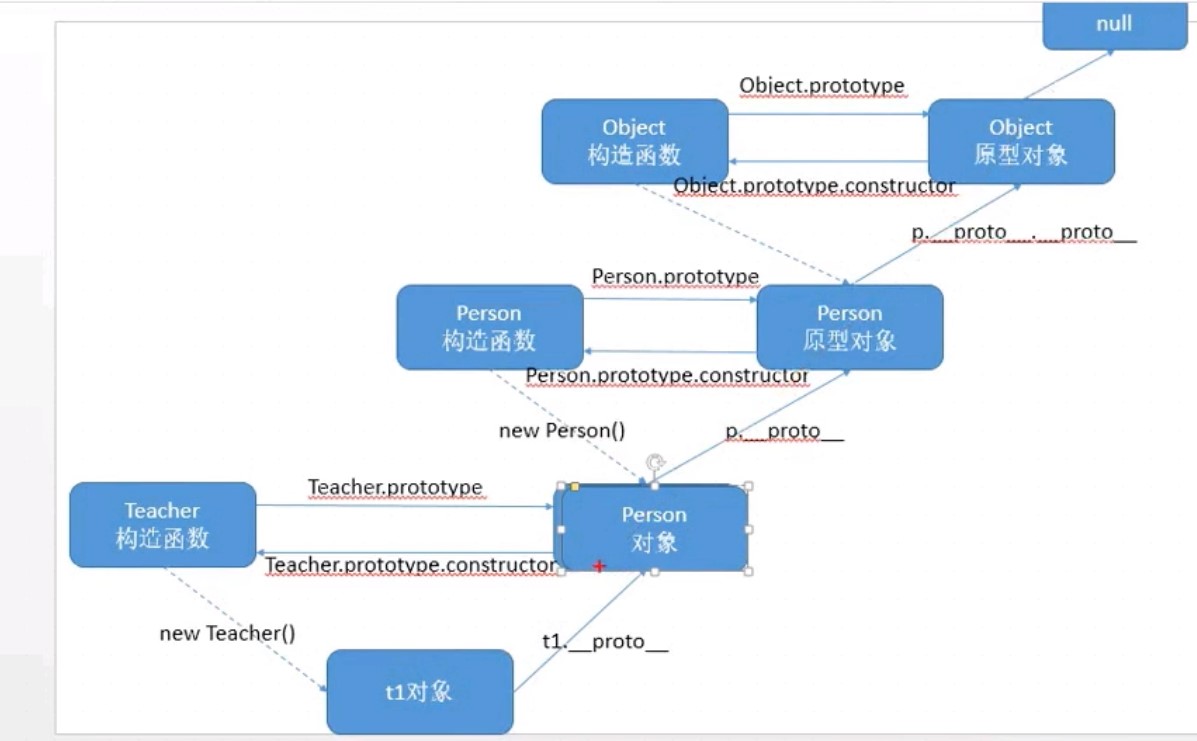 null
Object.prototype
Object
构造函数
Object
原型对象
Object.prototype.constructor
p.__proto__.__proto__
Person.prototype
Person
构造函数
Person
原型对象
Person.prototype.constructor
new Person()
p.__proto__
Teacher.prototype
Teacher
构造函数
Person
对象
Teacher.prototype.constructor
new Teacher()
t1.__proto__
t1对象